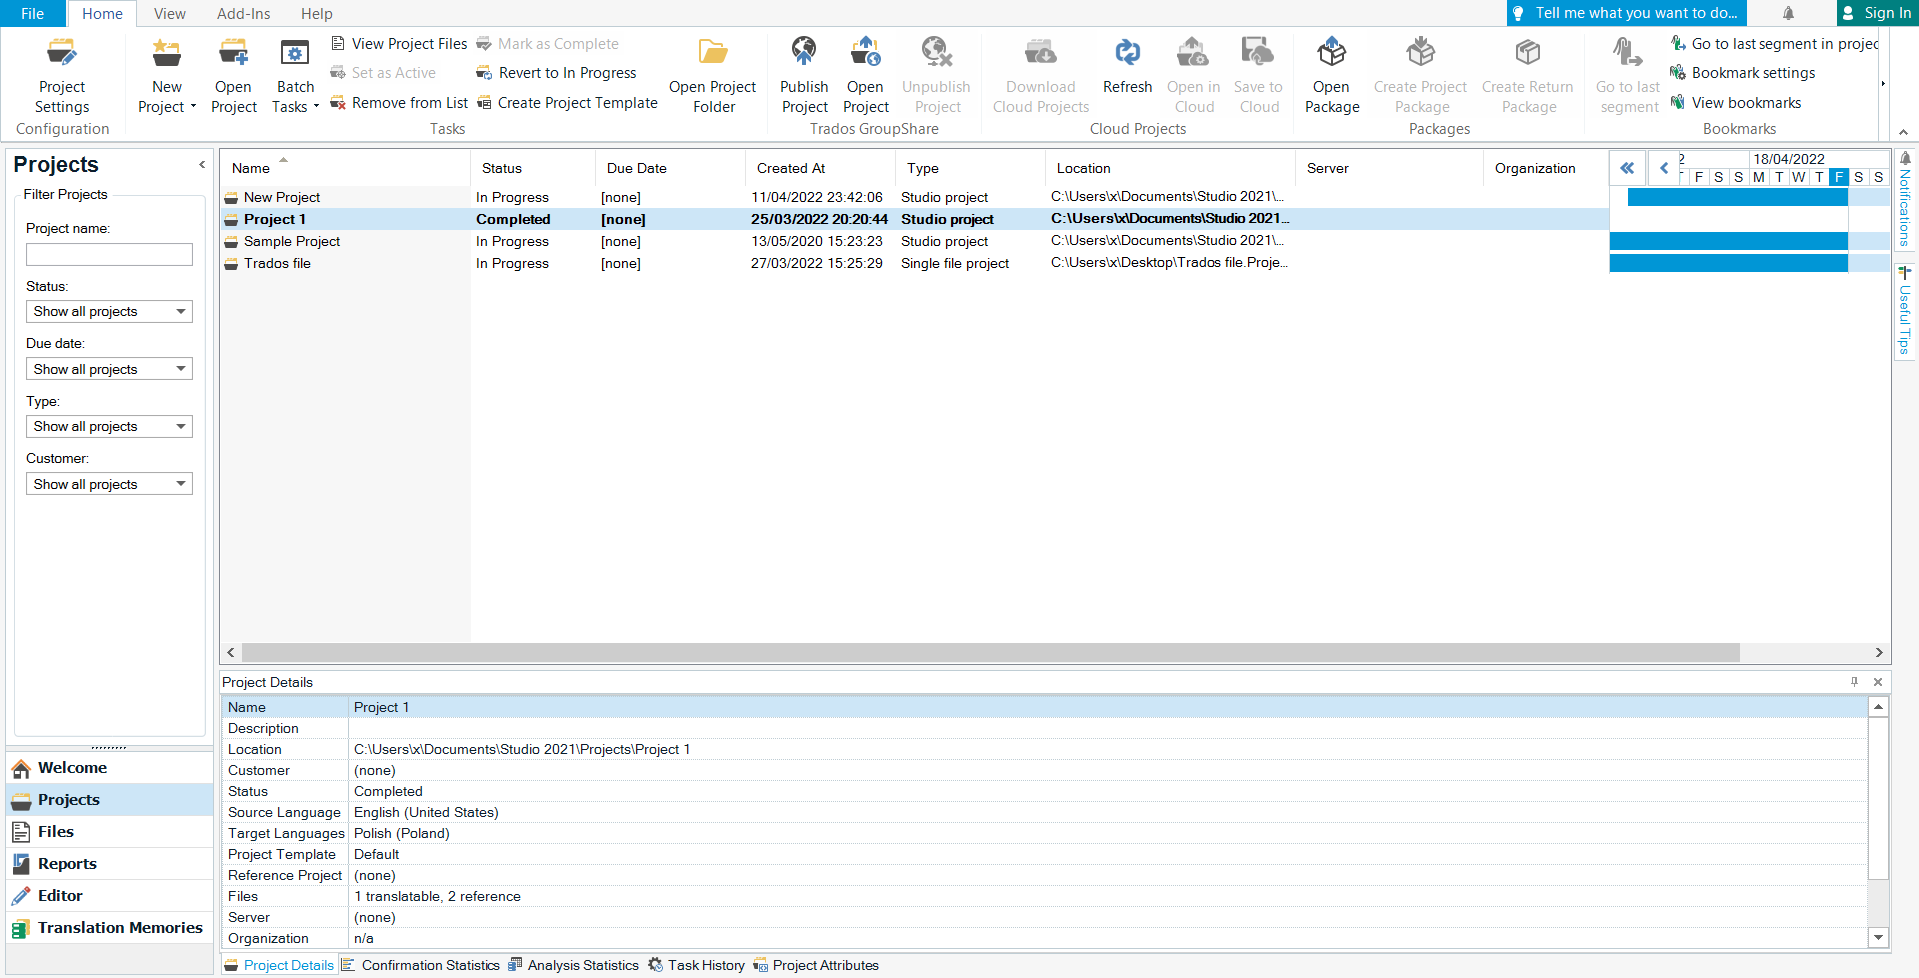 File Home View Add-Ins Help Tell me what you want to do... Sign In
Project Settings
New Project
Open Project
Batch Tasks
View Project Files
Set as Active
Remove from List
Mark as Complete
Revert to In Progress
Create Project Template
Open Project Folder
Publish Project
Open Project
Unpublish Project
Download Cloud Projects
Refresh
Open in Cloud
Save to Cloud
Open Package
Create Project Package
Create Return Package
Go to last segment
Go to last segment in projec
Bookmark settings
View bookmarks
Configuration Tasks Trados GroupShare Cloud Projects Packages Bookmarks
Projects
Filter Projects
Project name:
Status:
Show all projects
Due date:
Show all projects
Type:
Show all projects
Customer:
Show all projects
Welcome
Projects
Files
Reports
Editor
Translation Memories
Name Status Due Date Created At Type Location Server Organization 2 18/04/2022
F S S M T W T F S S
New Project In Progress [none] 11/04/2022 23:42:06 Studio project C:\Users\x\Documents\Studio 2021\...
Project 1 Completed [none] 25/03/2022 20:20:44 Studio project C:\Users\x\Documents\Studio 2021...
Sample Project In Progress [none] 13/05/2020 15:23:23 Studio project C:\Users\x\Documents\Studio 2021\...
Trados file In Progress [none] 27/03/2022 15:25:29 Single file project C:\Users\x\Desktop\Trados file.Proje...
Notifications
Useful Tips
Project Details
Name Project 1
Description
Location C:\Users\x\Documents\Studio 2021\Projects\Project 1
Customer (none)
Status Completed
Source Language English (United States)
Target Languages Polish (Poland)
Project Template Default
Reference Project (none)
Files 1 translatable, 2 reference
Server (none)
Organization n/a
Project Details Confirmation Statistics Analysis Statistics Task History Project Attributes